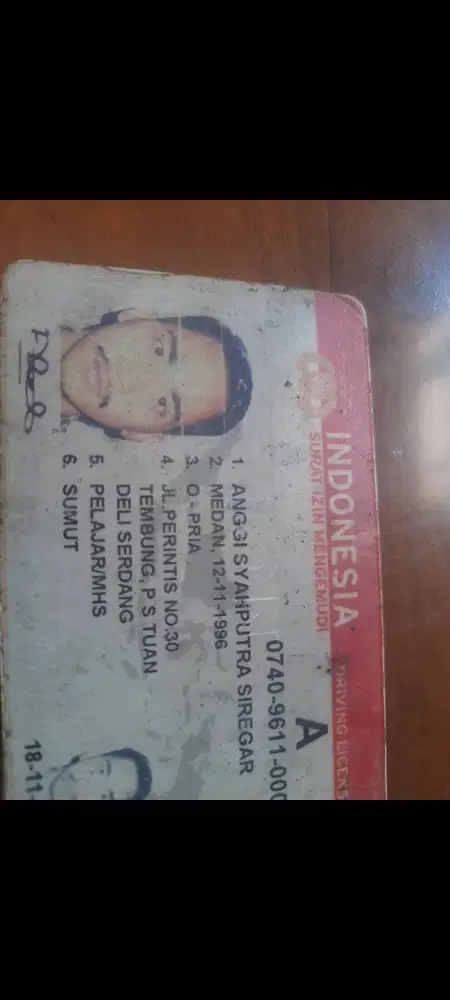 INDONESIA
SURAT IZIN MENGEMUDI
DRIVING LICENS
A
0740-9611-000
1. ANGGI SYAHPUTRA SIREGAR
2. MEDAN, 12-11-1996
3. O - PRIA
4. JL.PERINTIS NO.30
TEMBUNG, P S TUAN
DELI SERDANG
5. PELAJAR/MHS
6. SUMUT
18-11-